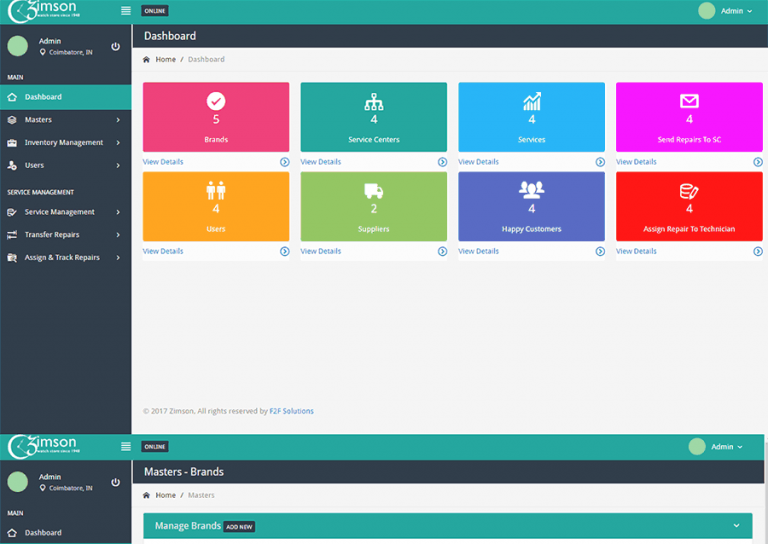 Zimson
watch store since 1948
ONLINE
Admin
Admin
Coimbatore, IN
MAIN
Dashboard
Masters
Inventory Management
Users
SERVICE MANAGEMENT
Service Management
Transfer Repairs
Assign & Track Repairs
Dashboard
Home / Dashboard
5
Brands
View Details
4
Service Centers
View Details
4
Services
View Details
4
Send Repairs To SC
View Details
4
Users
View Details
2
Suppliers
View Details
4
Happy Customers
View Details
4
Assign Repair To Technician
View Details
© 2017 Zimson. All rights reserved by F2F Solutions
Zimson
watch store since 1948
ONLINE
Admin
Admin
Coimbatore, IN
MAIN
Dashboard
Masters - Brands
Home / Masters
Manage Brands ADD NEW